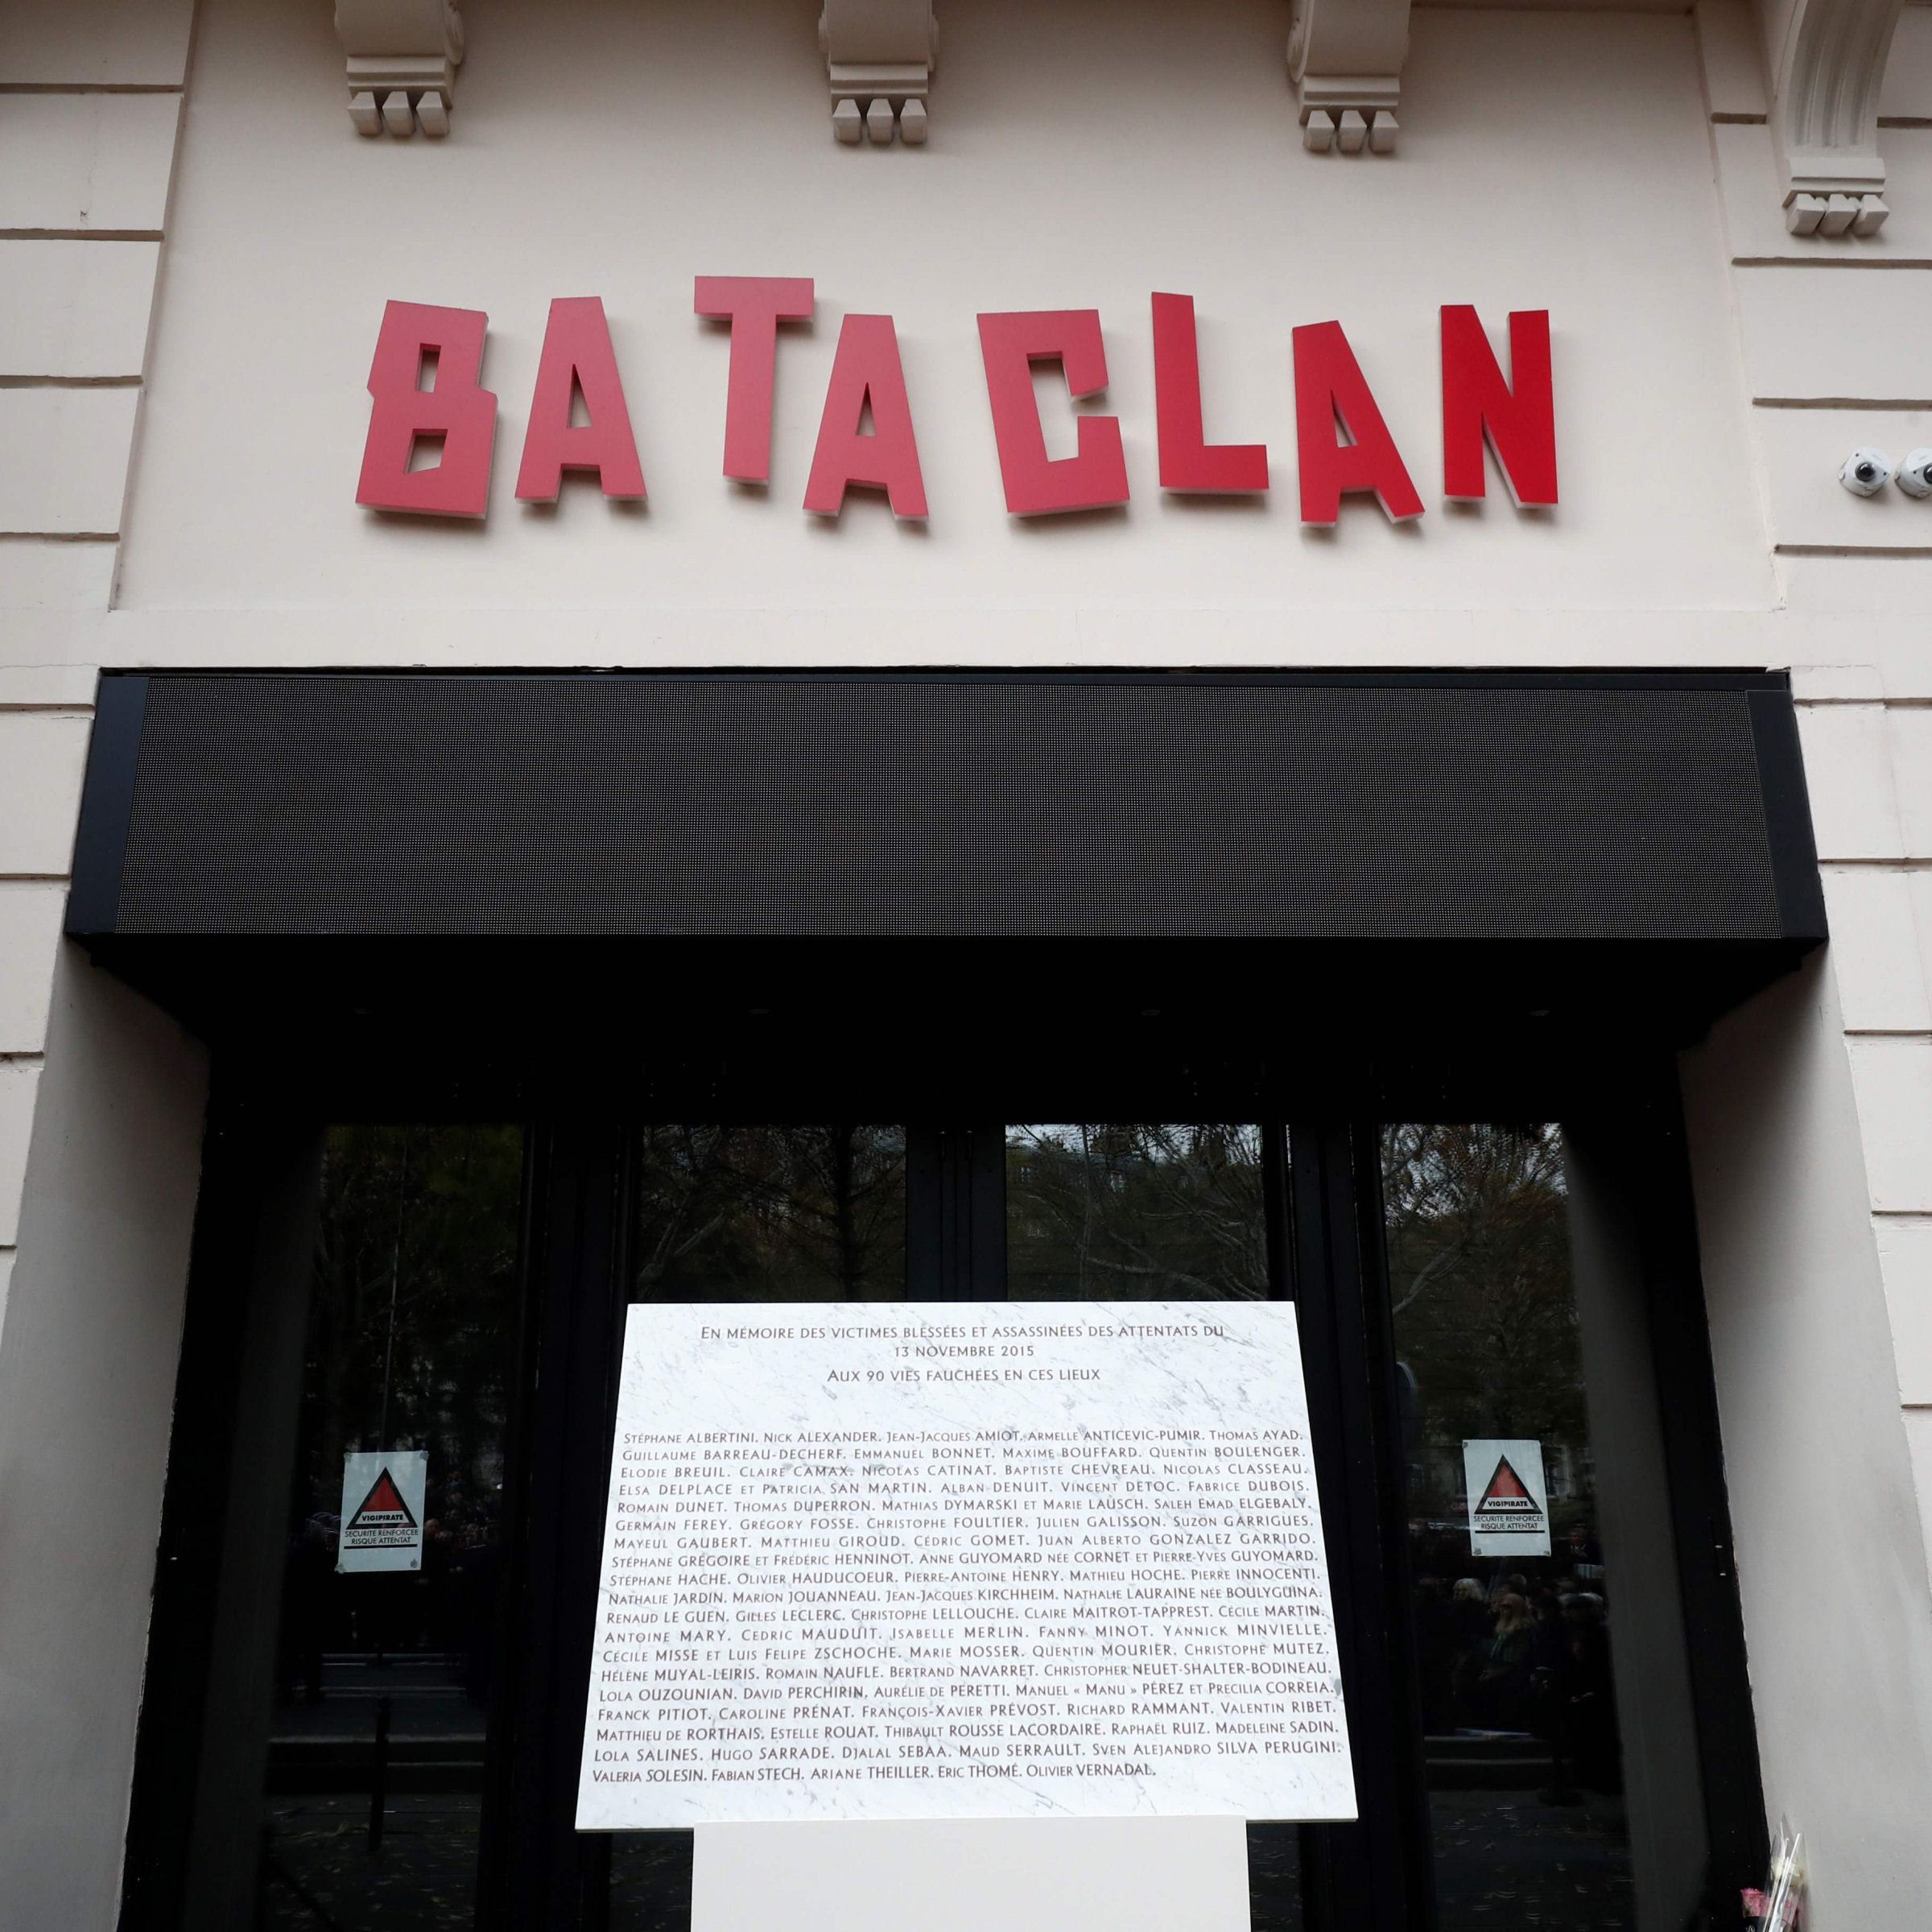 BATACLAN
EN MÉMOIRE DES VICTIMES BLESSÉES ET ASSASSINÉES DES ATTENTATS DU
13 NOVEMBRE 2015
AUX 90 VIES FAUCHÉES EN CES LIEUX
STÉPHANE ALBERTINI. NICK ALEXANDER. JEAN-JACQUES AMIOT. ARMELLE ANTICEVIC-PUMIR. THOMAS AYAD.
GUILLAUME BARREAU-DECHERF. EMMANUEL BONNET. MAXIME BOUFFARD. QUENTIN BOULENGER.
ELODIE BREUIL. CLAIRE CAMAX. NICOLAS CATINAT. BAPTISTE CHEVREAU. NICOLAS CLASSEAU.
ELSA DELPLACE ET PATRICIA SAN MARTIN. ALBAN DENUIT. VINCENT DETOC. FABRICE DUBOIS.
ROMAIN DUNET. THOMAS DUPERRON. MATHIAS DYMARSKI ET MARIE LAUSCH. SALEH EMAD ELGEBALY.
GERMAIN FEREY. GRÉGORY FOSSE. CHRISTOPHE FOULTIER. JULIEN GALISSON. SUZON GARRIGUES.
MAYEUL GAUBERT. MATTHIEU GIROUD. CÉDRIC GOMET. JUAN ALBERTO GONZALEZ GARRIDO.
STÉPHANE GRÉGOIRE ET FRÉDÉRIC HENNINOT. ANNE GUYOMARD NÉE CORNET ET PIERRE-YVES GUYOMARD.
STÉPHANE HACHE. OLIVIER HAUDUCOEUR. PIERRE-ANTOINE HENRY. MATHIEU HOCHE. PIERRE INNOCENTI.
NATHALIE JARDIN. MARION JOUANNEAU. JEAN-JACQUES KIRCHHEIM. NATHALIE LAURAINE NÉE BOULYGUINA.
RENAUD LE GUEN. GILLES LECLERC. CHRISTOPHE LELLOUCHE. CLAIRE MAITROT-TAPPREST. CÉCILE MARTIN.
ANTOINE MARY. CEDRIC MAUDUIT. ISABELLE MERLIN. FANNY MINOT. YANNICK MINVIELLE.
CÉCILE MISSE ET LUIS FELIPE ZSCHOCHE. MARIE MOSSER. QUENTIN MOURIER. CHRISTOPHE MUTEZ.
HÉLÈNE MUYAL-LEIRIS. ROMAIN NAUFLE. BERTRAND NAVARRET. CHRISTOPHER NEUET-SHALTER-BODINEAU.
LOLA OUZOUNIAN. DAVID PERCHIRIN. AURÉLIE DE PERETTI. MANUEL « MANU » PÉREZ ET PRECILIA CORREIA.
FRANCK PITIOT. CAROLINE PRÉNAT. FRANÇOIS-XAVIER PRÉVOST. RICHARD RAMMANT. VALENTIN RIBET.
MATTHIEU DE RORTHAIS. ESTELLE ROUAT. THIBAULT ROUSSE LACORDAIRE. RAPHAËL RUIZ. MADELEINE SADIN.
LOLA SALINES. HUGO SARRADE. DJALAL SEBAA. MAUD SERRAULT. SVEN ALEJANDRO SILVA PERUGINI.
VALERIA SOLESIN. FABIAN STECH. ARIANE THEILLER. ERIC THOMÉ. OLIVIER VERNADAL.
VIGIPIRATE
SÉCURITÉ RENFORCÉE
RISQUE ATTENTAT
VIGIPIRATE
SÉCURITÉ RENFORCÉE
RISQUE ATTENTAT